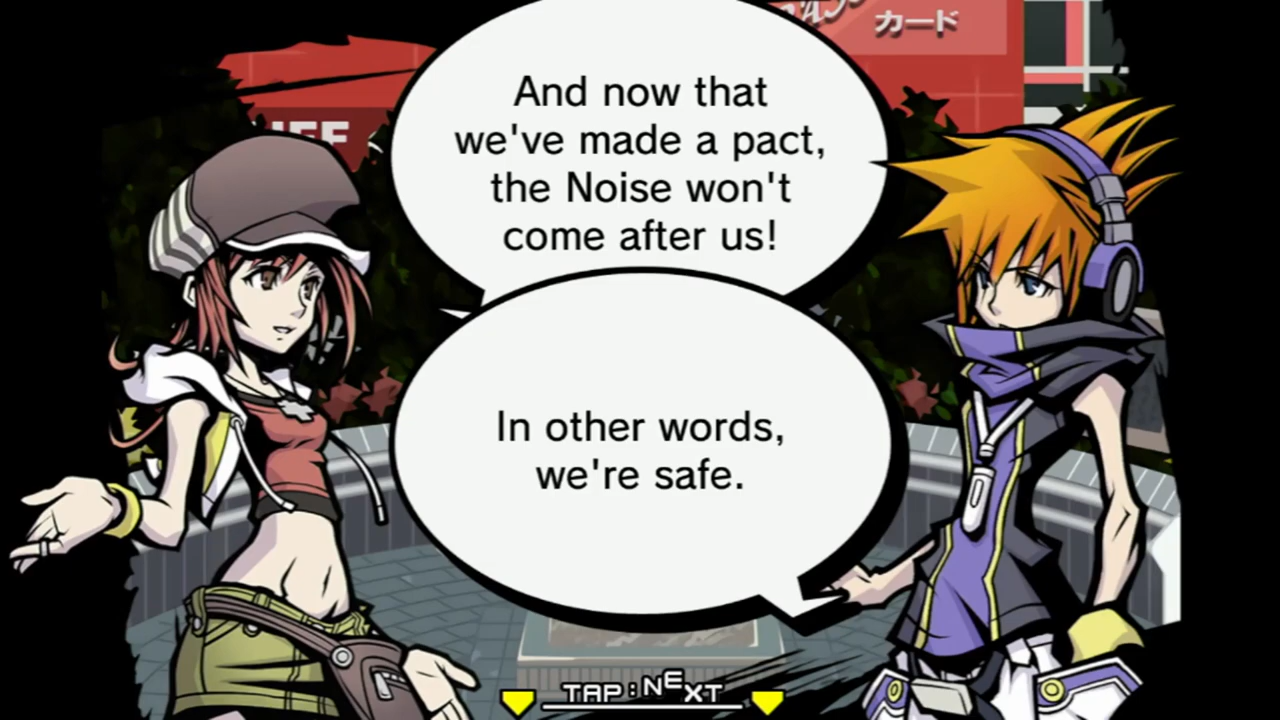 カード
And now that
we've made a pact,
the Noise won't
come after us!
In other words,
we're safe.
TAP:NEXT